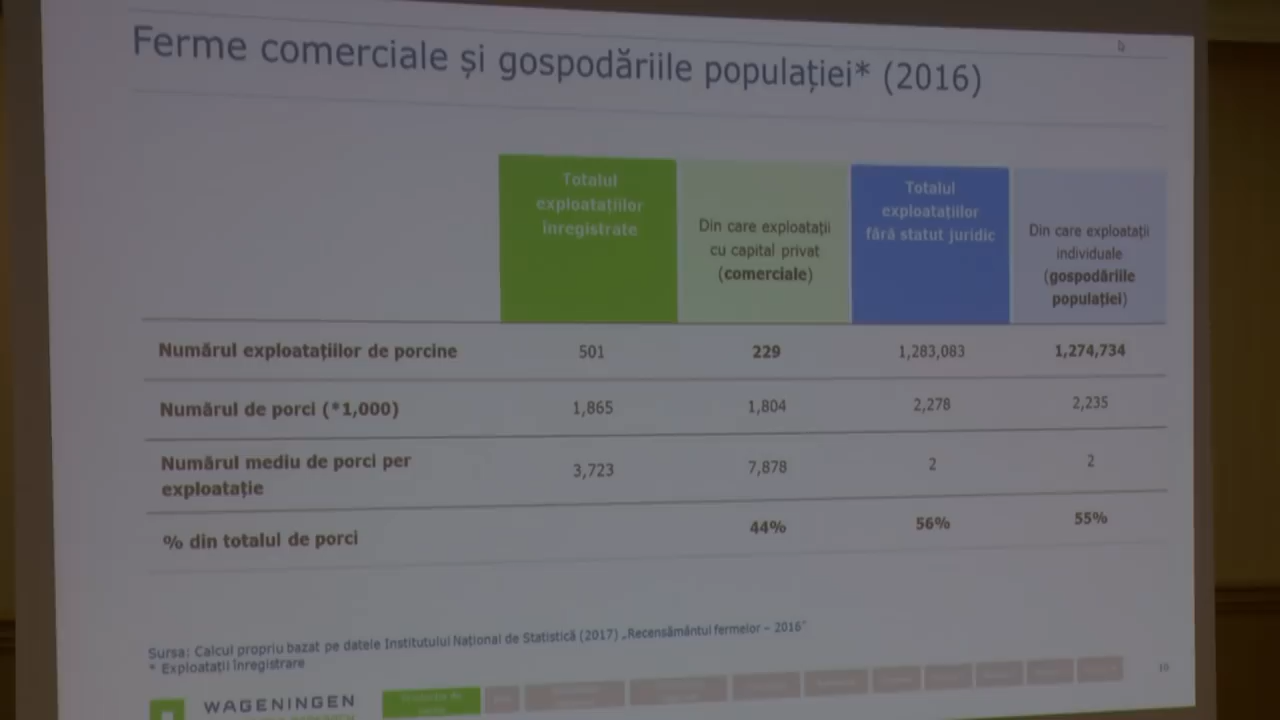 Ferme comerciale și gospodăriile populației* (2016)
Totalul
exploatațiilor
înregistrate
Din care exploatații
cu capital privat
(comerciale)
Totalul
exploatațiilor
fără statut juridic
Din care exploatații
individuale
(gospodăriile
populației)
Numărul exploatațiilor de porcine 501 229 1,283,083 1,274,734
Numărul de porci (*1,000) 1,865 1,804 2,278 2,235
Numărul mediu de porci per
exploatație 3,723 7,878 2 2
% din totalul de porci 44% 56% 55%
Sursa: Calcul propriu bazat pe datele Institutului Național de Statistică (2017) „Recensământul fermelor – 2016”
* Exploatații înregistrare
WAGENINGEN